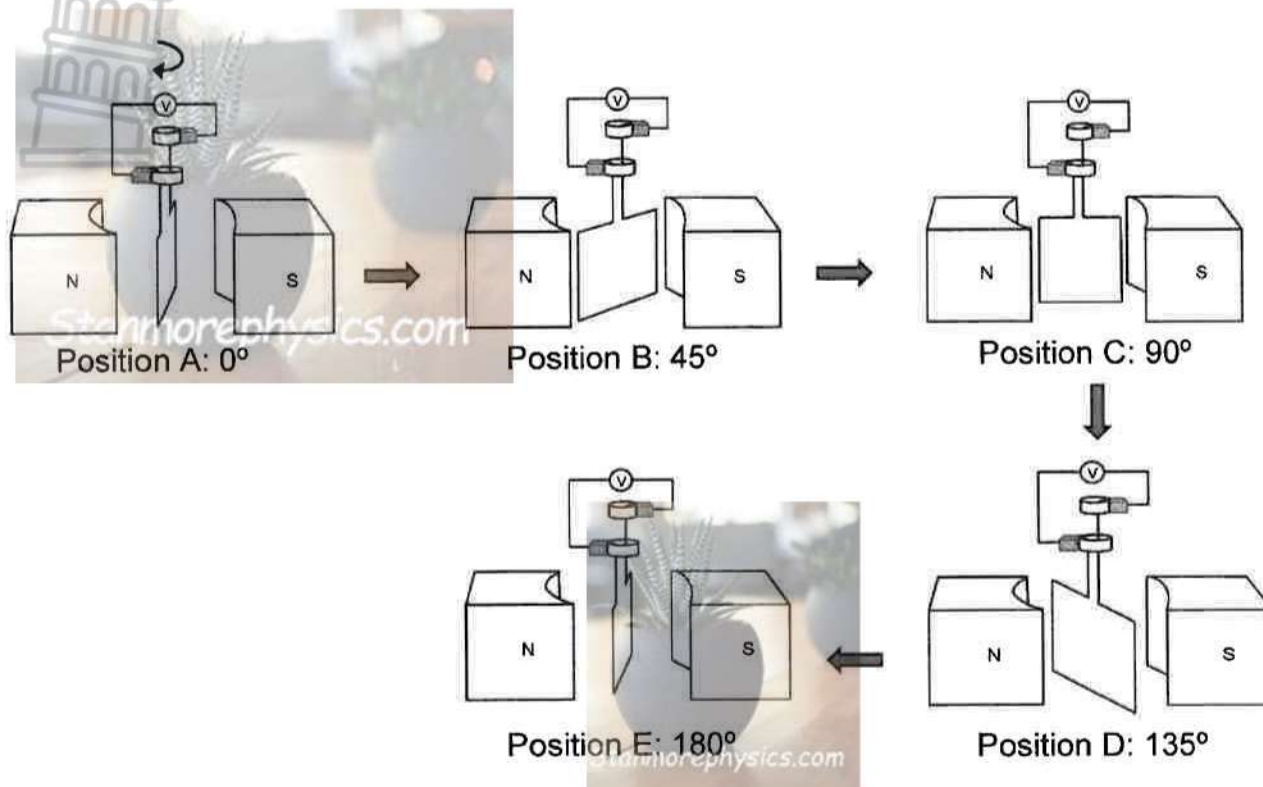 V
V
V
N
S
N
S
N
S
Stanmorephysics.com
Position A: 0º
Position B: 45º
Position C: 90º
V
V
N
S
N
S
Position E: 180º
Position D: 135º
Stanmorephysics.com